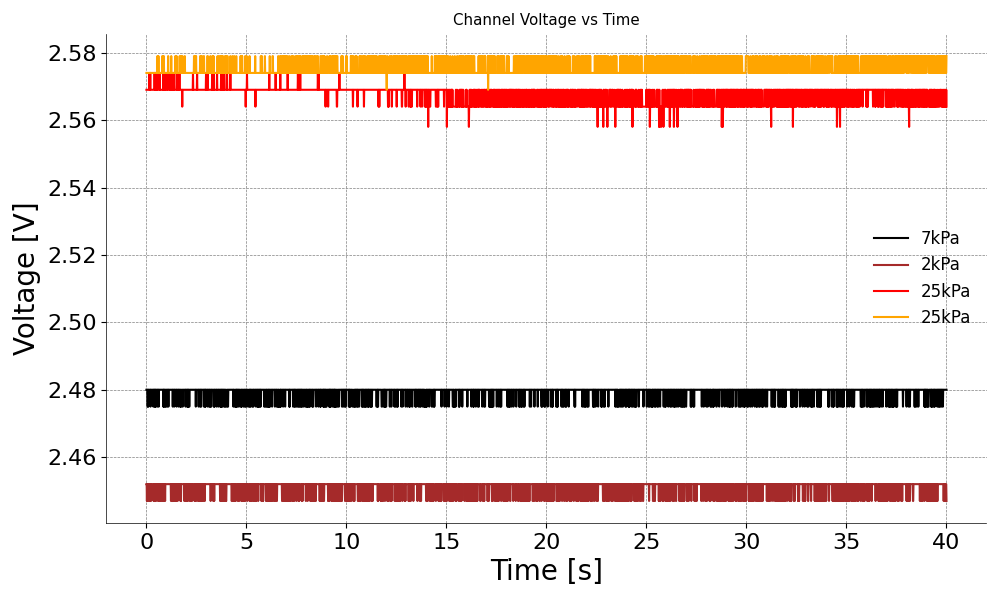 Channel Voltage vs Time
2.58
2.56
2.54
2.52
2.50
2.48
2.46
Voltage [V]
7kPa
2kPa
25kPa
25kPa
0 5 10 15 20 25 30 35 40
Time [s]